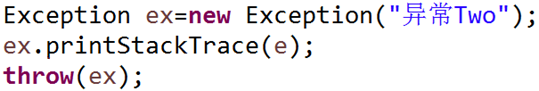 Exception ex=new Exception("异常Two");
ex.printStackTrace(e);
throw(ex);